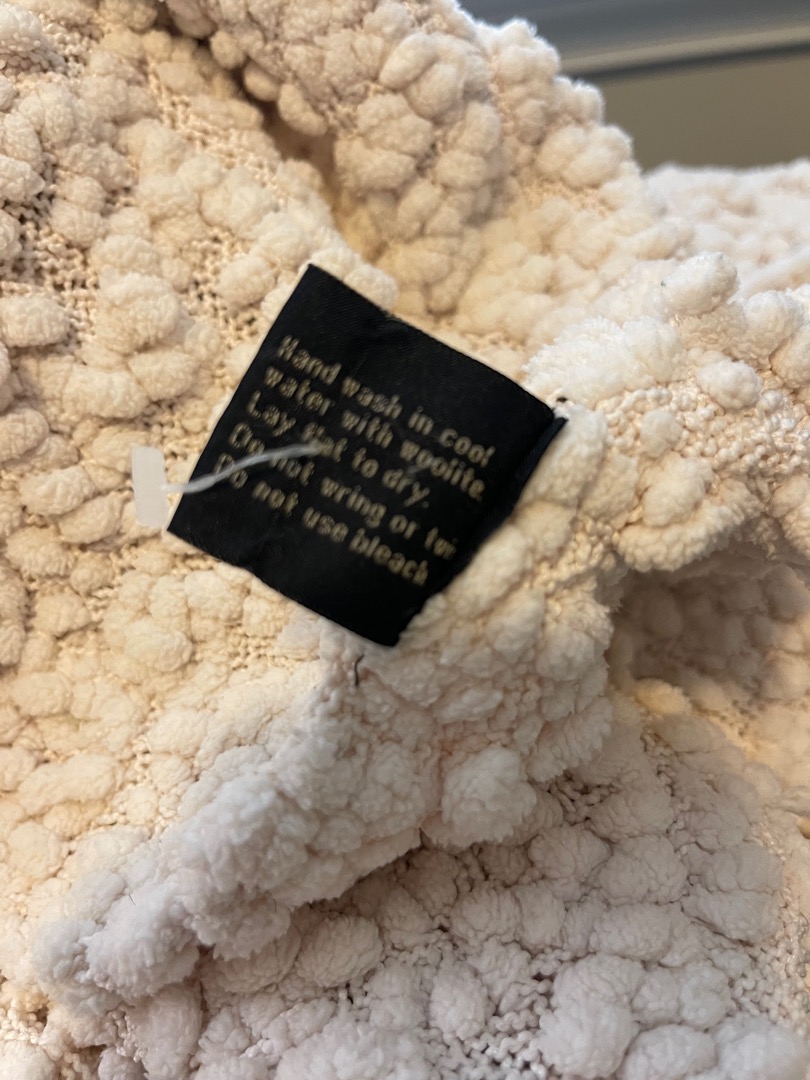 Hand wash in cool
water with woolite.
Lay flat to dry.
Do not wring or
Do not use bleach